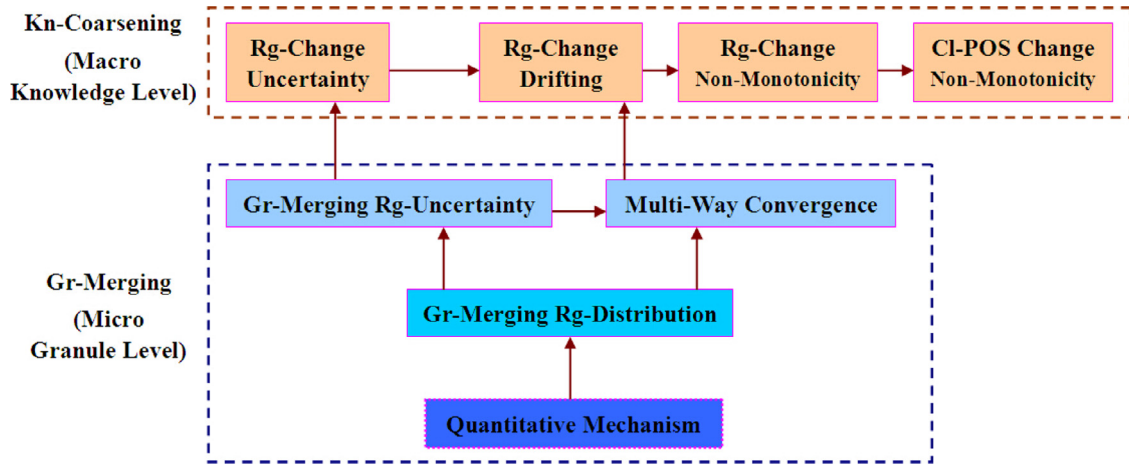 Kn-Coarsening
(Macro
Knowledge Level)
Rg-Change
Uncertainty
Rg-Change
Drifting
Rg-Change
Non-Monotonicity
Cl-POS Change
Non-Monotonicity
Gr-Merging
(Micro
Granule Level)
Gr-Merging Rg-Uncertainty
Multi-Way Convergence
Gr-Merging Rg-Distribution
Quantitative Mechanism